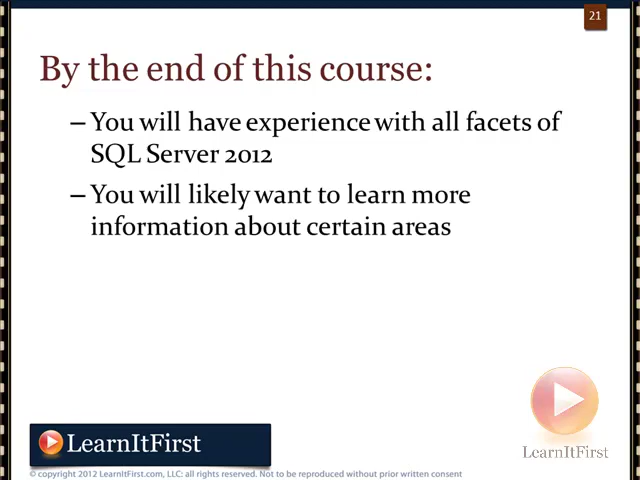 21
By the end of this course:
– You will have experience with all facets of
SQL Server 2012
– You will likely want to learn more
information about certain areas
LearnItFirst
LearnItFirst
© copyright 2012 LearnItFirst.com, LLC: all rights reserved. Not to be reproduced without prior written consent